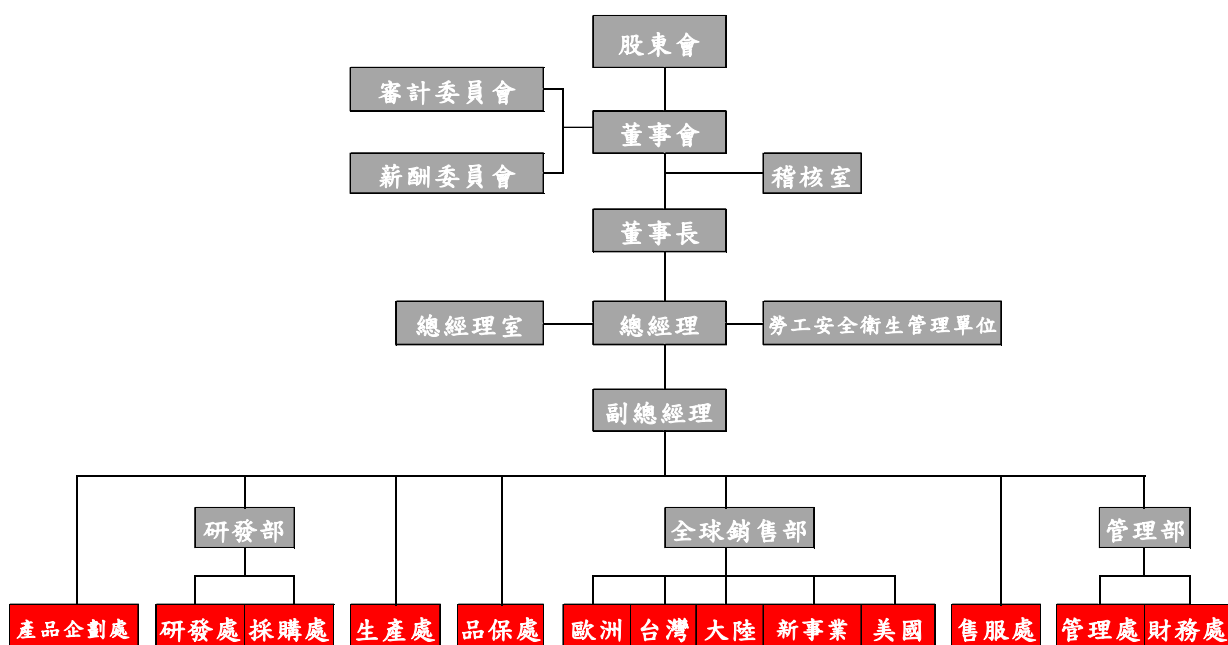 股東會
審計委員會
董事會
薪酬委員會
稽核室
董事長
總經理室
總經理
勞工安全衛生管理單位
副總經理
研發部
全球銷售部
管理部
產品企劃處
研發處
採購處
生產處
品保處
歐洲
台灣
大陸
新事業
美國
售服處
管理處
財務處